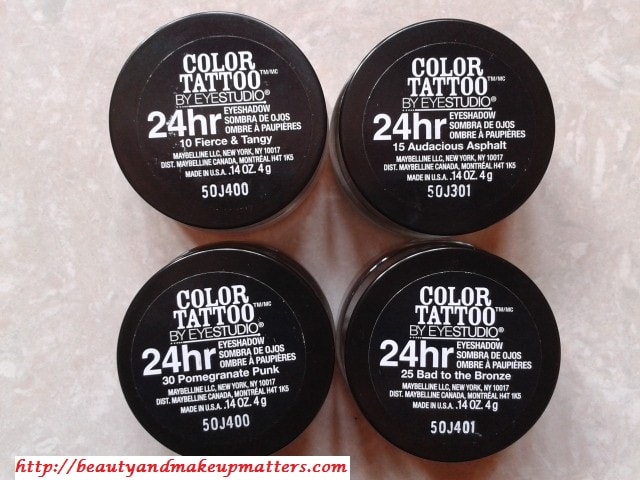 COLOR
TATTOO™/MC
BY EYESTUDIO®
24hr EYESHADOW
SOMBRA DE OJOS
OMBRE À PAUPIÈRES
10 Fierce & Tangy
MAYBELLINE LLC, NEW YORK, NY 10017
DIST. MAYBELLINE CANADA, MONTRÉAL H4T 1K5
MADE IN U.S.A. .14 OZ. 4 g
50J400
COLOR
TATTOO™/MC
BY EYESTUDIO®
24hr EYESHADOW
SOMBRA DE OJOS
OMBRE À PAUPIÈRES
15 Audacious Asphalt
MAYBELLINE LLC, NEW YORK, NY 10017
DIST. MAYBELLINE CANADA, MONTRÉAL H4T 1K5
MADE IN U.S.A. .14 OZ. 4 g
50J301
COLOR
TATTOO™/MC
BY EYESTUDIO®
24hr EYESHADOW
SOMBRA DE OJOS
OMBRE À PAUPIÈRES
30 Pomegranate Punk
MAYBELLINE LLC, NEW YORK, NY 10017
DIST. MAYBELLINE CANADA, MONTRÉAL H4T 1K5
MADE IN U.S.A. .14 OZ. 4 g
50J400
COLOR
TATTOO™/MC
BY EYESTUDIO®
24hr EYESHADOW
SOMBRA DE OJOS
OMBRE À PAUPIÈRES
25 Bad to the Bronze
MAYBELLINE LLC, NEW YORK, NY 10017
DIST. MAYBELLINE CANADA, MONTRÉAL H4T 1K5
MADE IN U.S.A. .14 OZ. 4 g
50J401
http://beautyandmakeupmatters.com